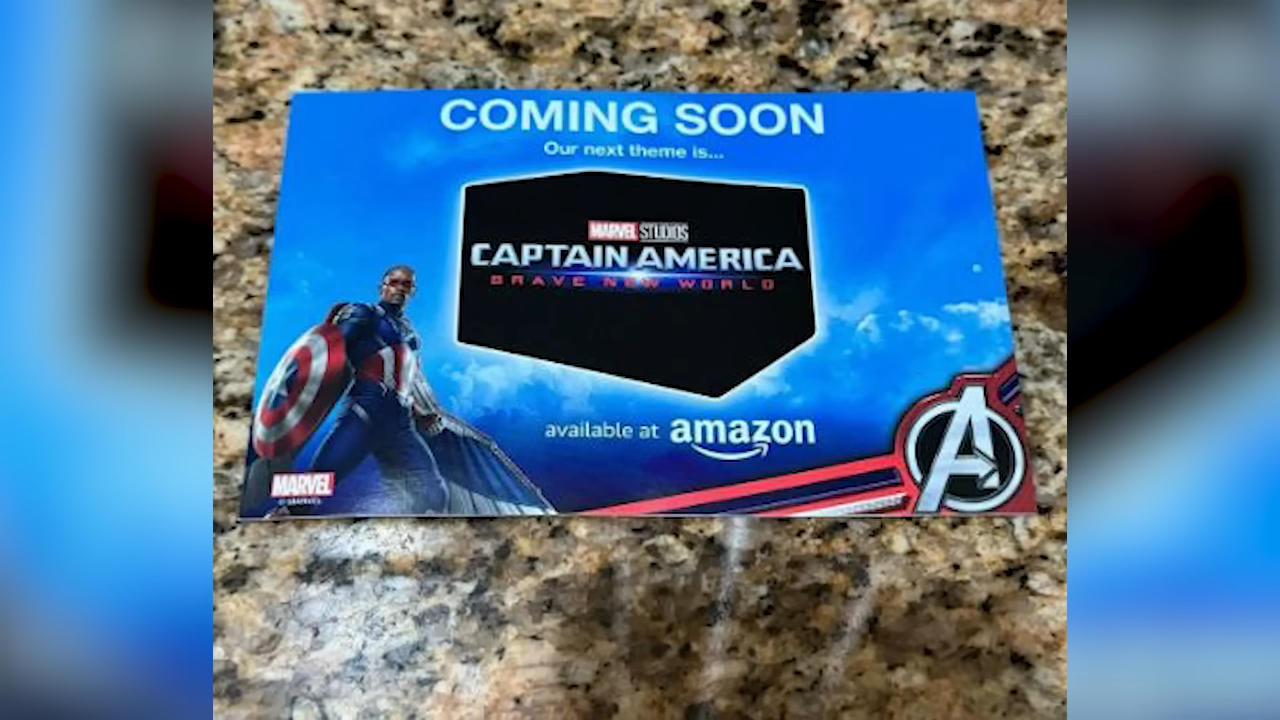 COMING SOON
Our next theme is...
MARVEL STUDIOS
CAPTAIN AMERICA
BRAVE NEW WORLD
available at amazon
MARVEL